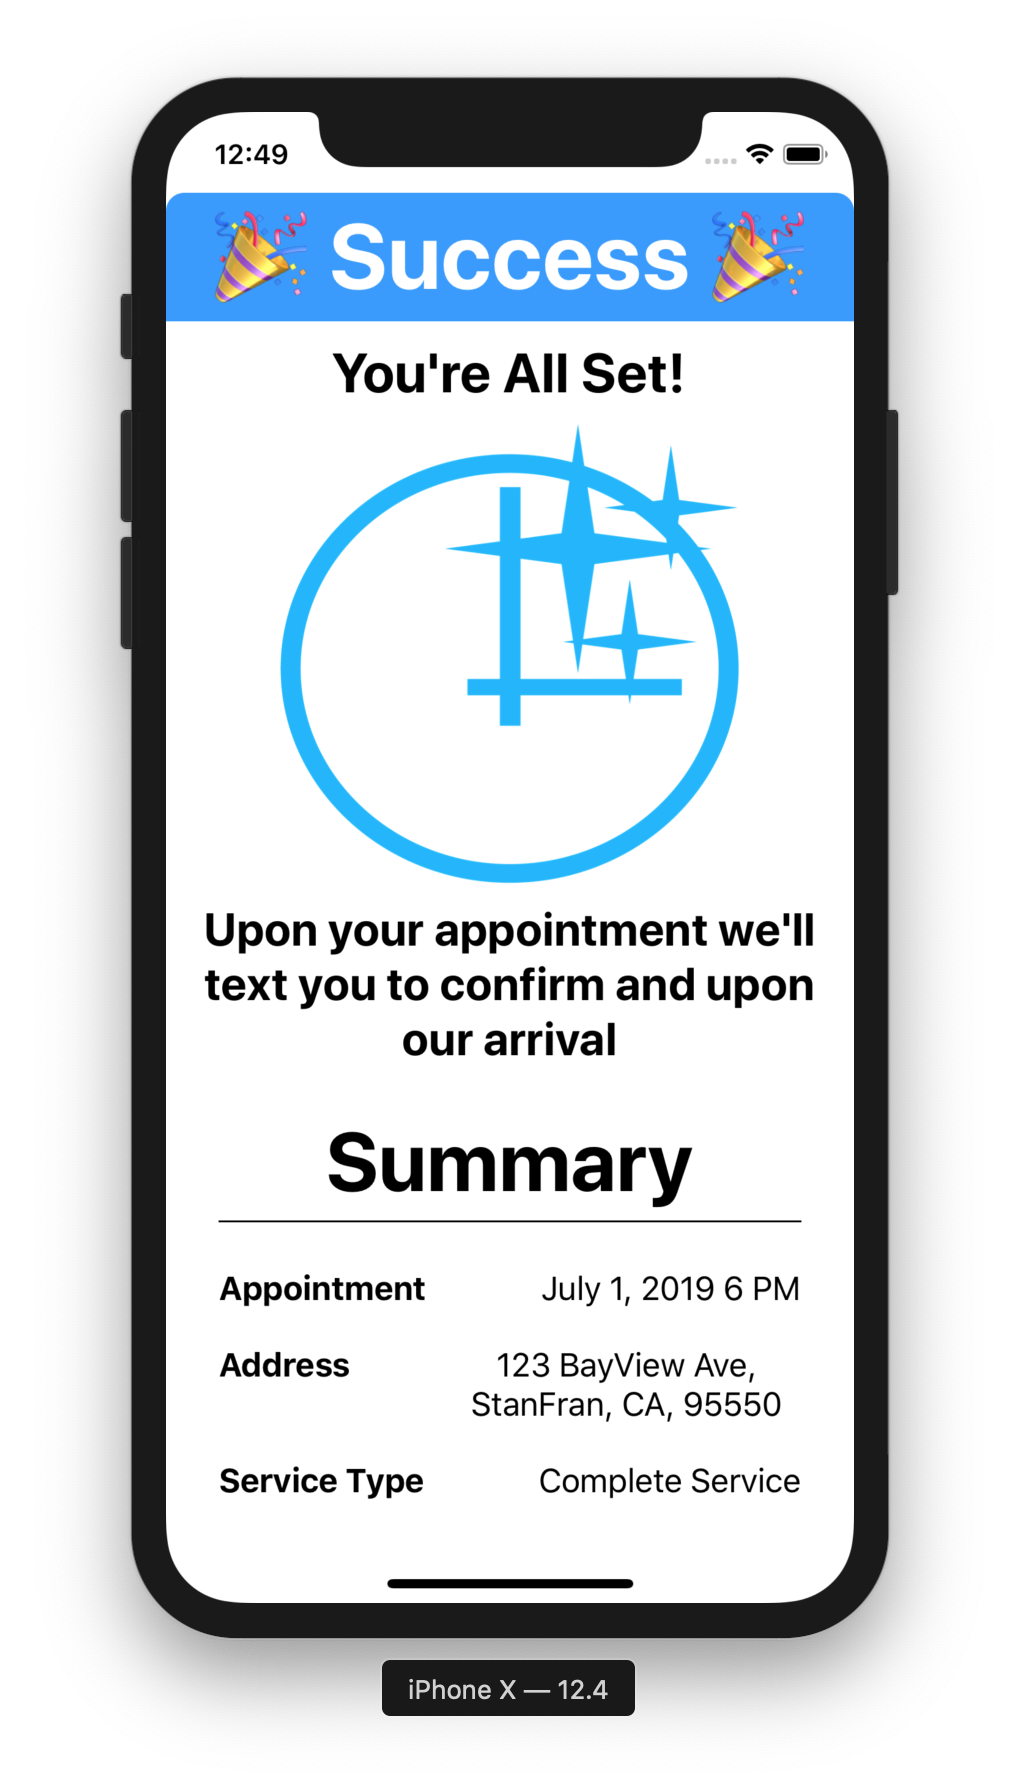 12:49
🎉 Success 🎉
You're All Set!
Upon your appointment we'll
text you to confirm and upon
our arrival
Summary
Appointment July 1, 2019 6 PM
Address 123 BayView Ave,
StanFran, CA, 95550
Service Type Complete Service
iPhone X — 12.4